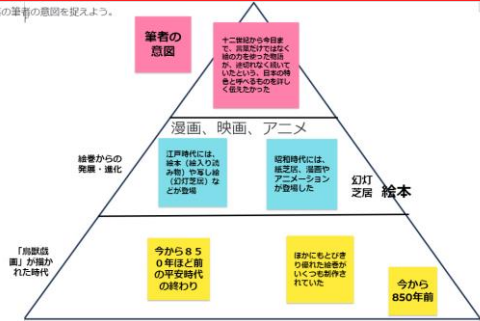 の筆者の意図を捉えよう。
筆者の
意図
十二世紀から今日ま
で、言葉だけではなく
絵の力を使った物語
が、途切れなく続いて
いたという、日本の特
色と呼べるものを詳し
く伝えたかった
漫画、映画、アニメ
絵巻からの
発展・進化
江戸時代には、
絵本（絵入り読
み物）や写し絵
（幻灯芝居）な
どが登場
昭和時代には、
紙芝居、漫画や
アニメーション
が登場した
幻灯
芝居
絵本
「鳥獣戯
画」が描か
れた時代
今から８５
０年ほど前
の平安時代
の終わり
ほかにもとびき
り優れた絵巻が
いくつも制作さ
れていた
今から
850年前